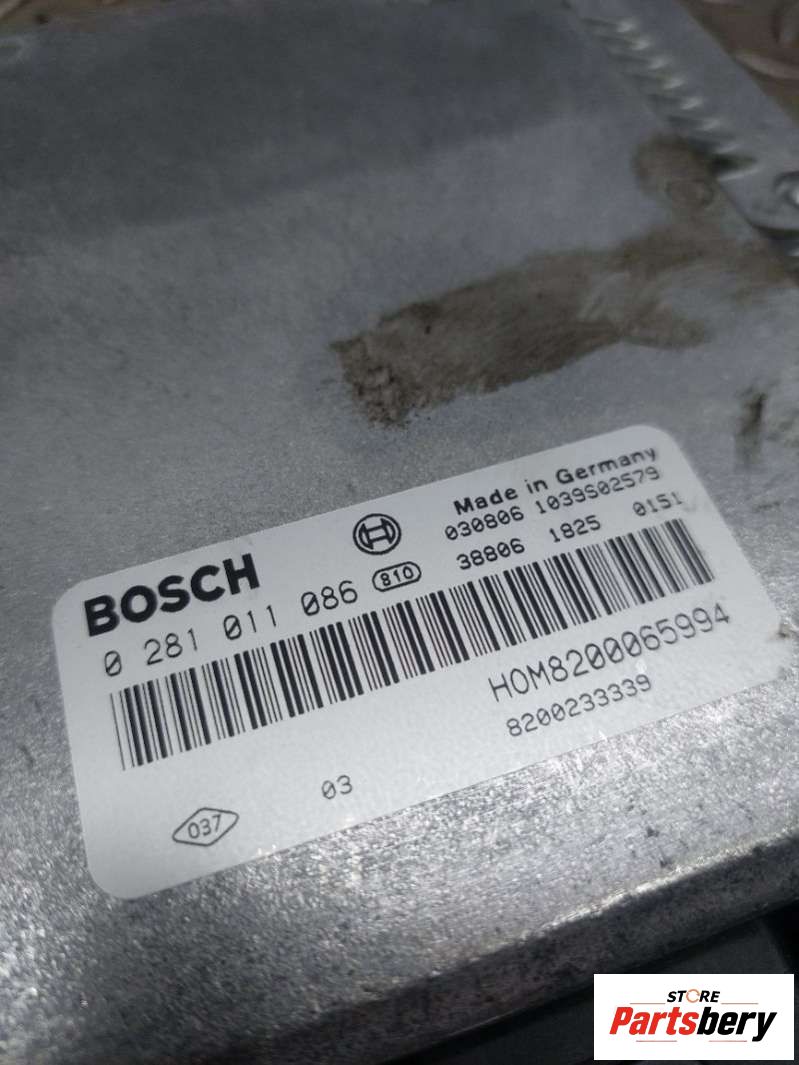 Made in Germany
BOSCH
030806 1039S02579
0 281 011 086 810
38806 1825 0151
HOM8200065994
8200233339
03
037
STORE
Partsbery